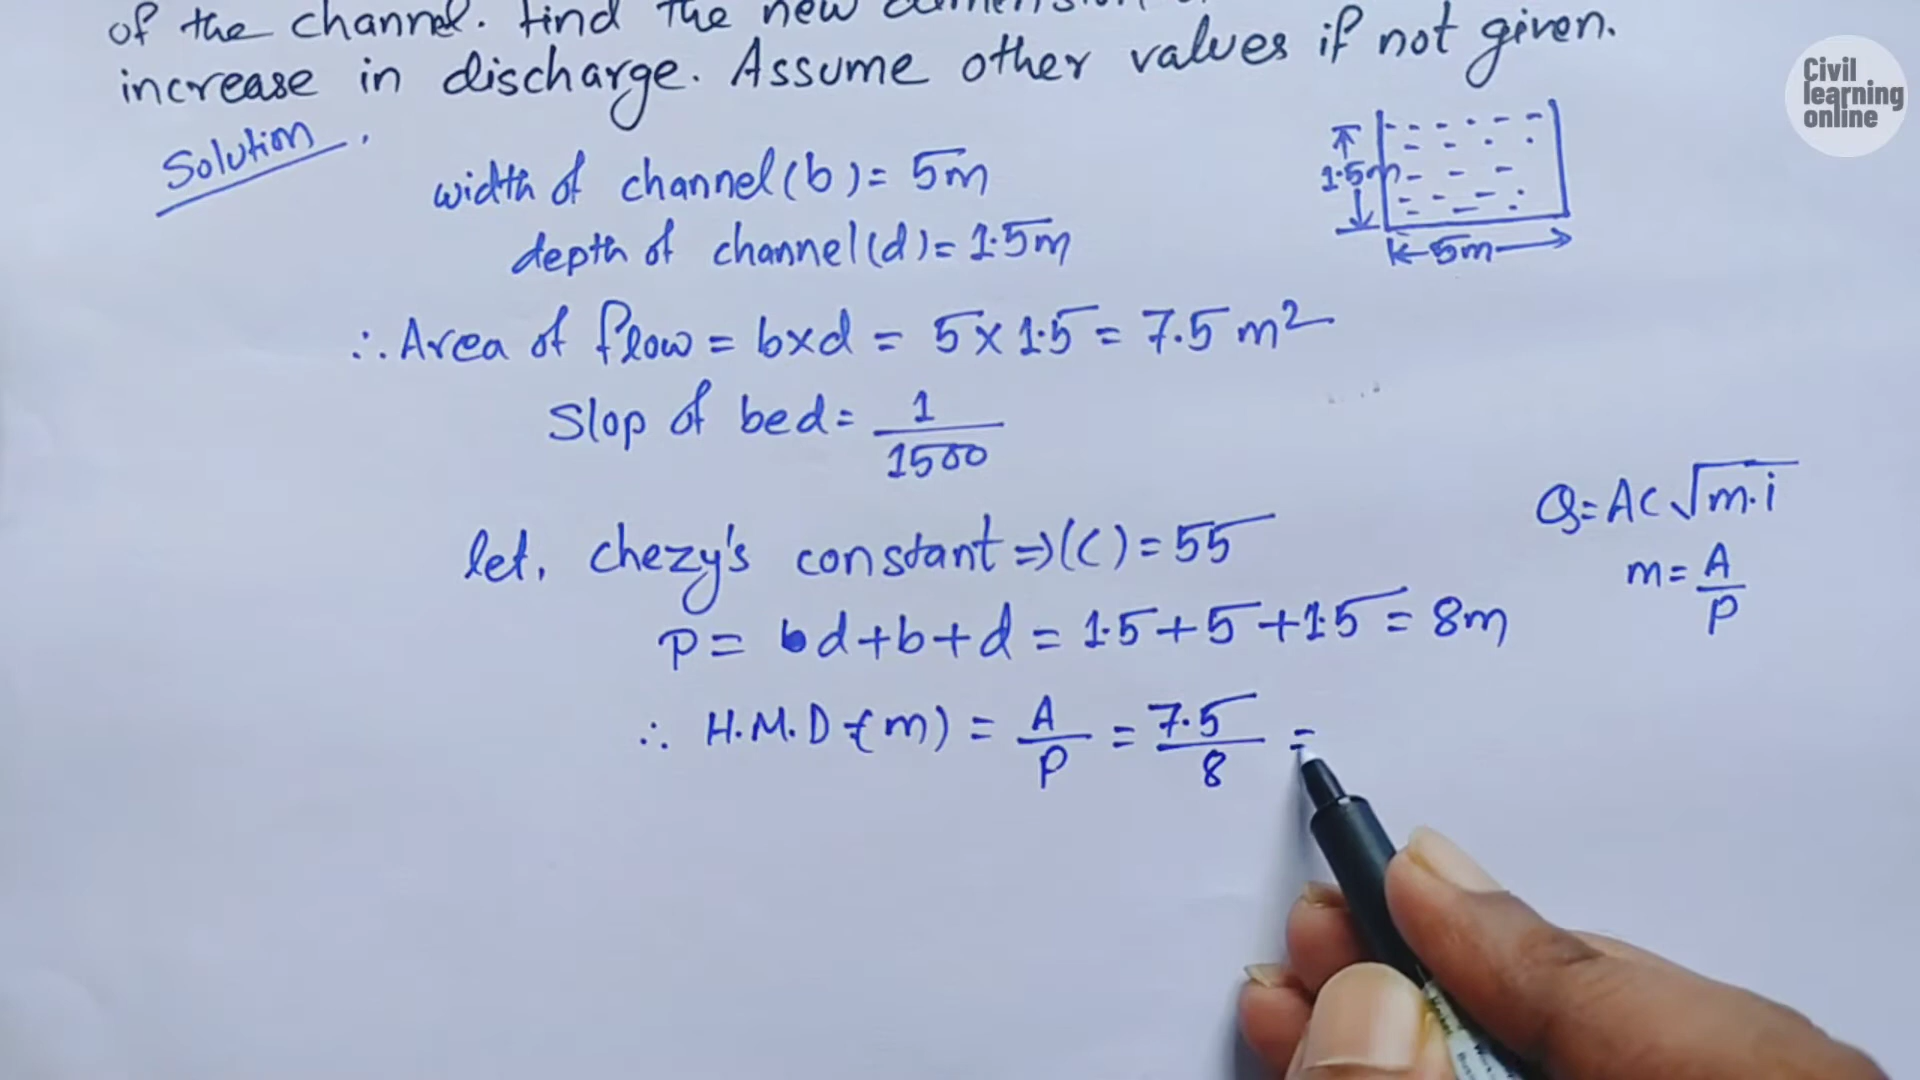 of the channel. find the new dimension
increase in discharge. Assume other values if not given.
Civil
learning
online
Solution.
width of channel (b) = 5m
depth of channel (d) = 1.5m
1.5m
5m
∴ Area of flow = b×d = 5 × 1.5 = 7.5 m²
Slop of bed = 1/1500
let, chezy's constant ⇒ (C) = 55
Q = AC √m.i
m = A/P
P = d+b+d = 1.5+5+1.5 = 8m
∴ H.M.D (m) = A/P = 7.5/8 =